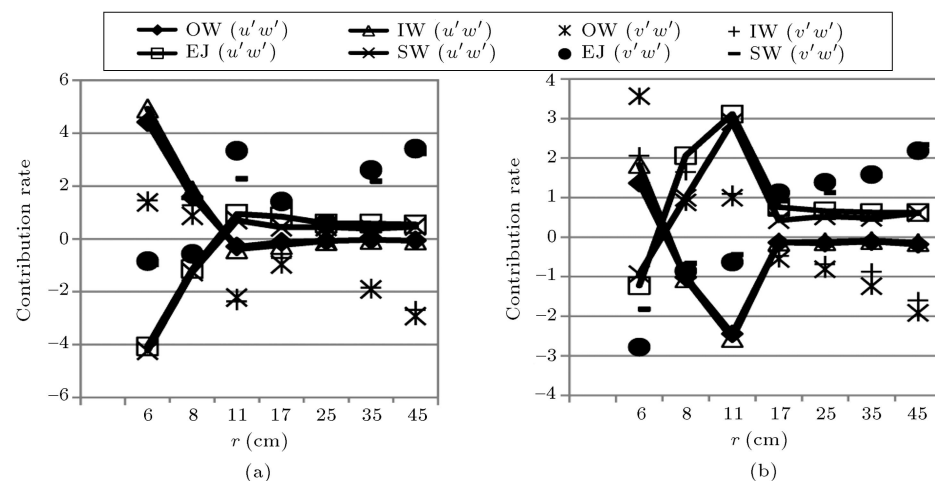 OW (u′w′) IW (u′w′) OW (v′w′) IW (v′w′)
EJ (u′w′) SW (u′w′) EJ (v′w′) SW (v′w′)
Contribution rate
6
4
2
0
−2
−4
−6
6 8 11 17 25 35 45
r (cm)
(a)
Contribution rate
4
3
2
1
0
−1
−2
−3
−4
6 8 11 17 25 35 45
r (cm)
(b)